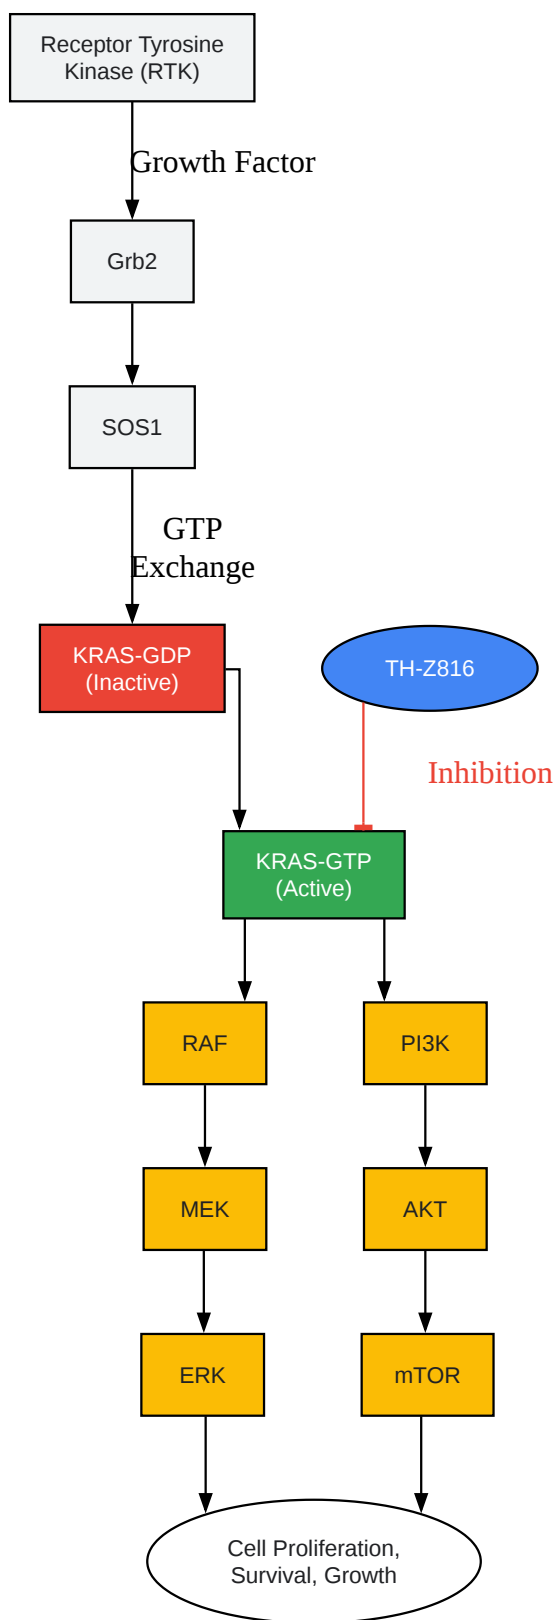 Receptor Tyrosine
Kinase (RTK)
Growth Factor
Grb2
SOS1
GTP
Exchange
KRAS-GDP
(Inactive)
TH-Z816
Inhibition
KRAS-GTP
(Active)
RAF
PI3K
MEK
AKT
ERK
mTOR
Cell Proliferation,
Survival, Growth